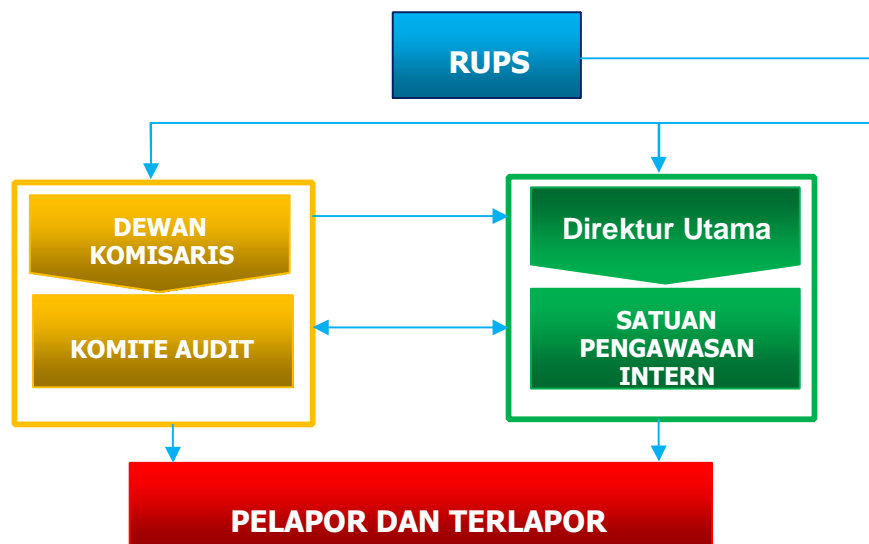 RUPS
DEWAN
KOMISARIS
KOMITE AUDIT
Direktur Utama
SATUAN
PENGAWASAN
INTERN
PELAPOR DAN TERLAPOR